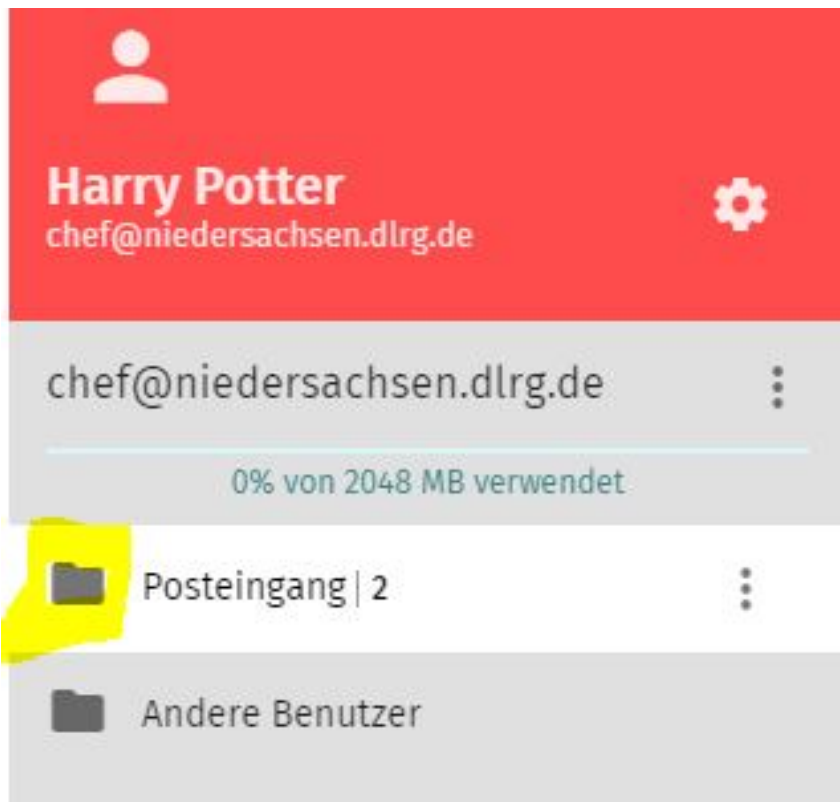 Harry Potter
chef@niedersachsen.dlrg.de
chef@niedersachsen.dlrg.de
0% von 2048 MB verwendet
Posteingang | 2
Andere Benutzer